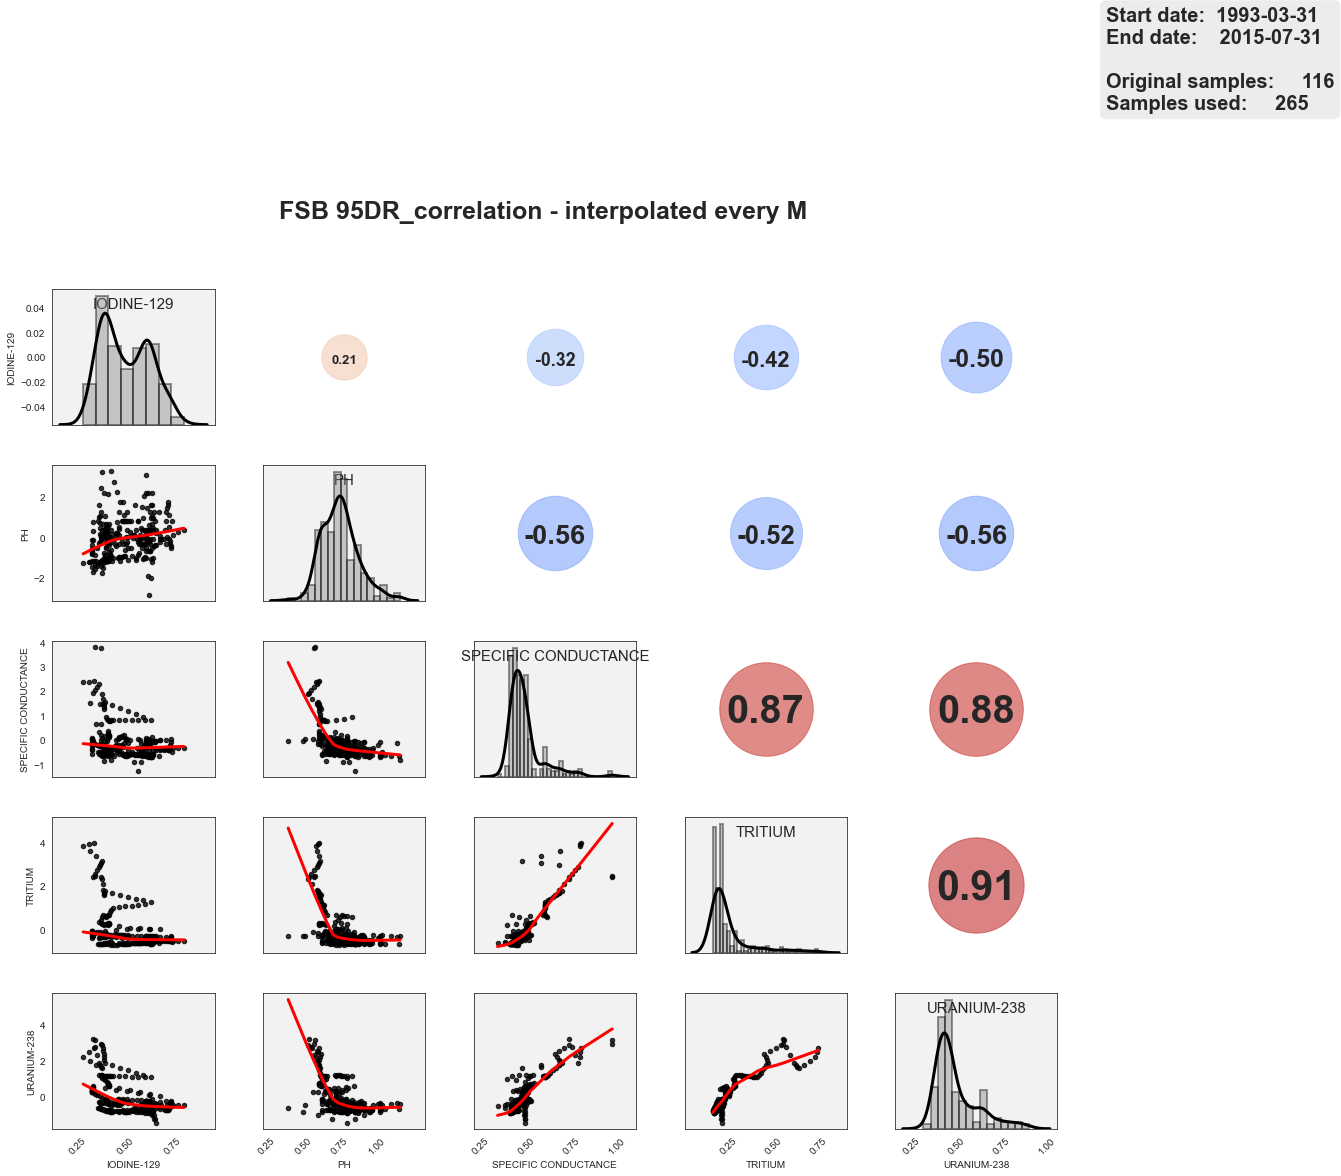 Start date: 1993-03-31
End date: 2015-07-31
Original samples: 116
Samples used: 265
FSB 95DR_correlation - interpolated every M
IODINE-129
0.04
0.02
0.00
−0.02
−0.04
IODINE-129
0.21
-0.32
-0.42
-0.50
PH
2
0
−2
PH
-0.56
-0.52
-0.56
SPECIFIC CONDUCTANCE
4
3
2
1
0
−1
SPECIFIC CONDUCTANCE
0.87
0.88
TRITIUM
4
2
0
TRITIUM
0.91
URANIUM-238
4
2
0
URANIUM-238
0.25 0.50 0.75
0.25 0.50 0.75 1.00
0.25 0.50 0.75 1.00
0.25 0.50 0.75
0.25 0.50 0.75 1.00
IODINE-129
PH
SPECIFIC CONDUCTANCE
TRITIUM
URANIUM-238